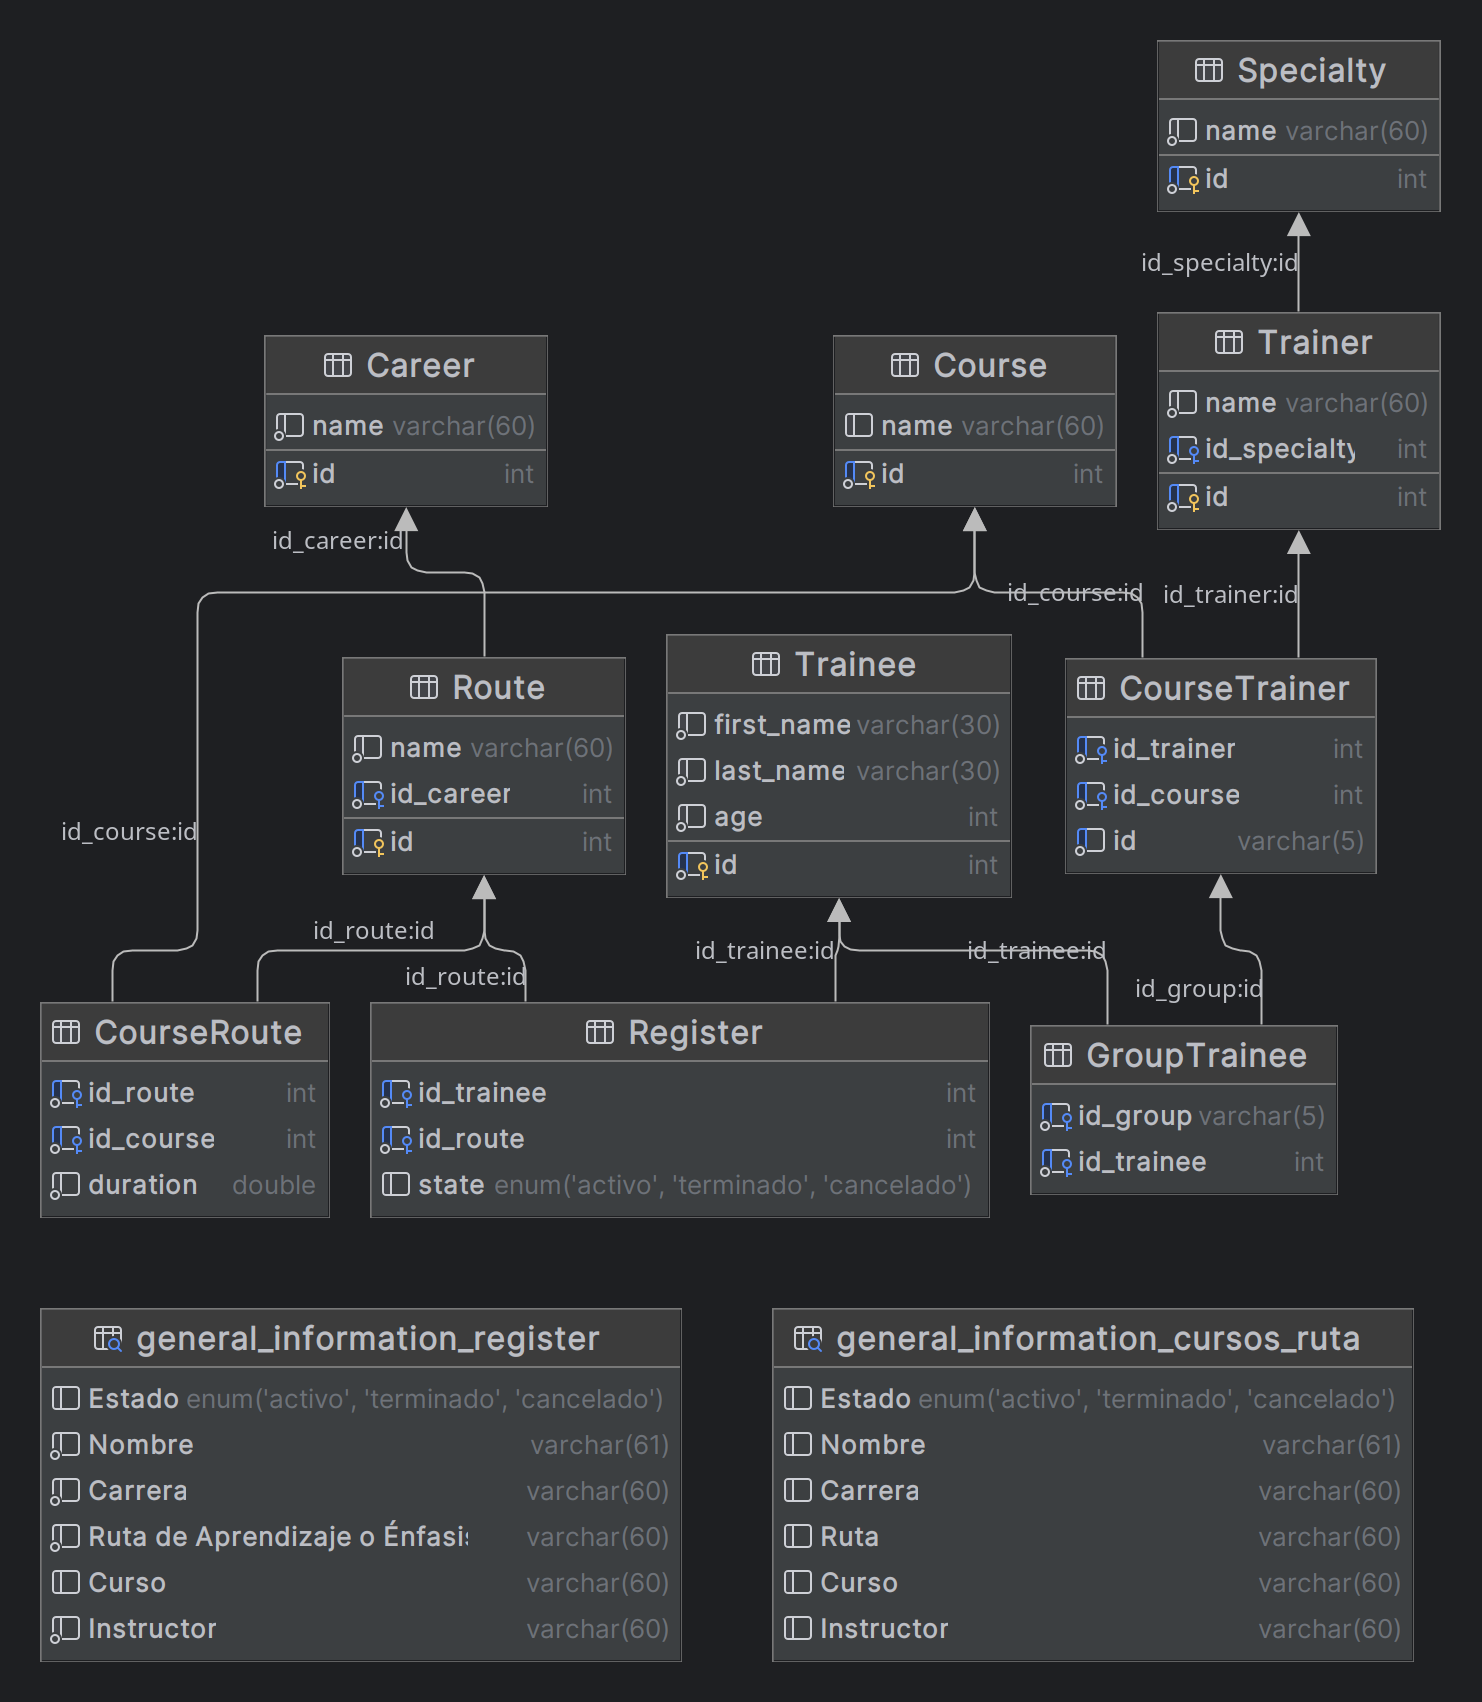 Specialty
name varchar(60)
id int
id_specialty:id
Trainer
name varchar(60)
id_specialty int
id int
Career
name varchar(60)
id int
Course
name varchar(60)
id int
id_career:id
id_course:id
id_trainer:id
Route
name varchar(60)
id_career int
id int
Trainee
first_name varchar(30)
last_name varchar(30)
age int
id int
CourseTrainer
id_trainer int
id_course int
id varchar(5)
id_course:id
id_route:id
id_route:id
id_trainee:id
id_trainee:id
id_group:id
CourseRoute
id_route int
id_course int
duration double
Register
id_trainee int
id_route int
state enum('activo', 'terminado', 'cancelado')
GroupTrainee
id_group varchar(5)
id_trainee int
general_information_register
Estado enum('activo', 'terminado', 'cancelado')
Nombre varchar(61)
Carrera varchar(60)
Ruta de Aprendizaje o Énfasis varchar(60)
Curso varchar(60)
Instructor varchar(60)
general_information_cursos_ruta
Estado enum('activo', 'terminado', 'cancelado')
Nombre varchar(61)
Carrera varchar(60)
Ruta varchar(60)
Curso varchar(60)
Instructor varchar(60)